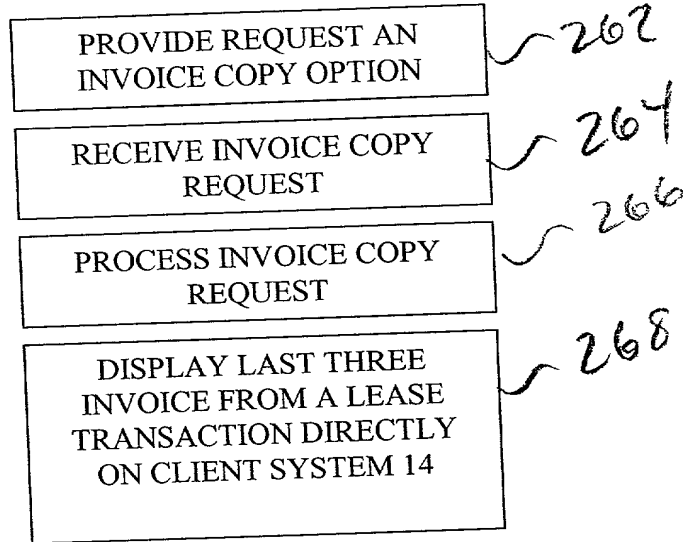 PROVIDE REQUEST AN
INVOICE COPY OPTION
262
RECEIVE INVOICE COPY
REQUEST
264
PROCESS INVOICE COPY
REQUEST
266
DISPLAY LAST THREE
INVOICE FROM A LEASE
TRANSACTION DIRECTLY
ON CLIENT SYSTEM 14
268